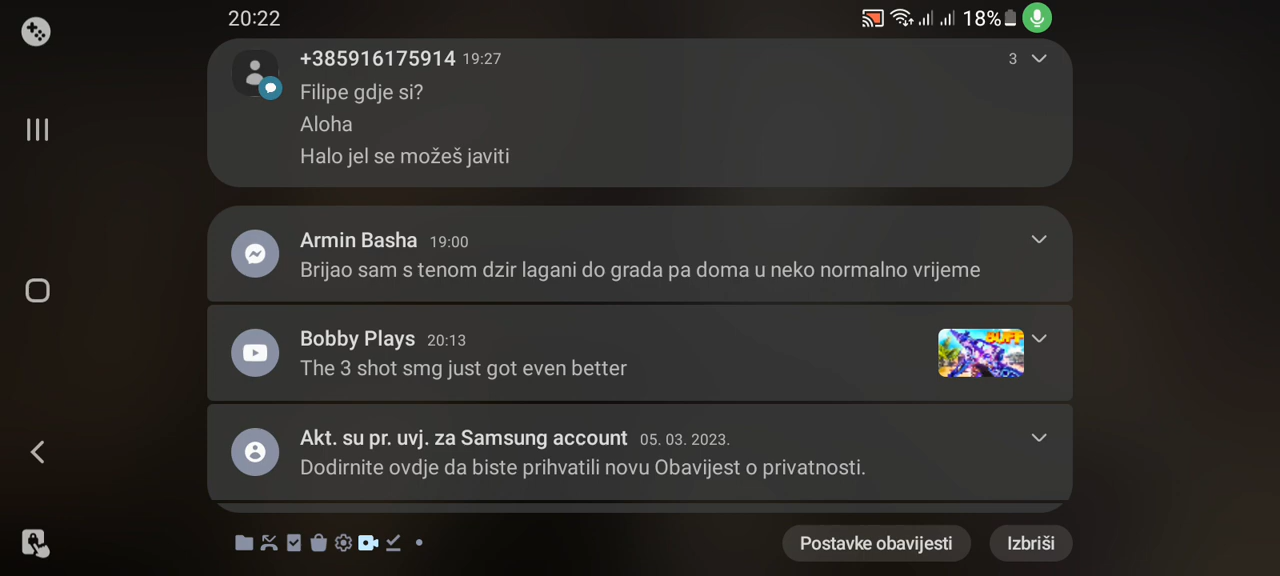 20:22
18%
+385916175914 19:27
3
Filipe gdje si?
Aloha
Halo jel se možeš javiti
Armin Basha 19:00
Brijao sam s tenom dzir lagani do grada pa doma u neko normalno vrijeme
Bobby Plays 20:13
The 3 shot smg just got even better
BUFF
Akt. su pr. uvj. za Samsung account 05. 03. 2023.
Dodirnite ovdje da biste prihvatili novu Obavijest o privatnosti.
Postavke obavijesti
Izbriši